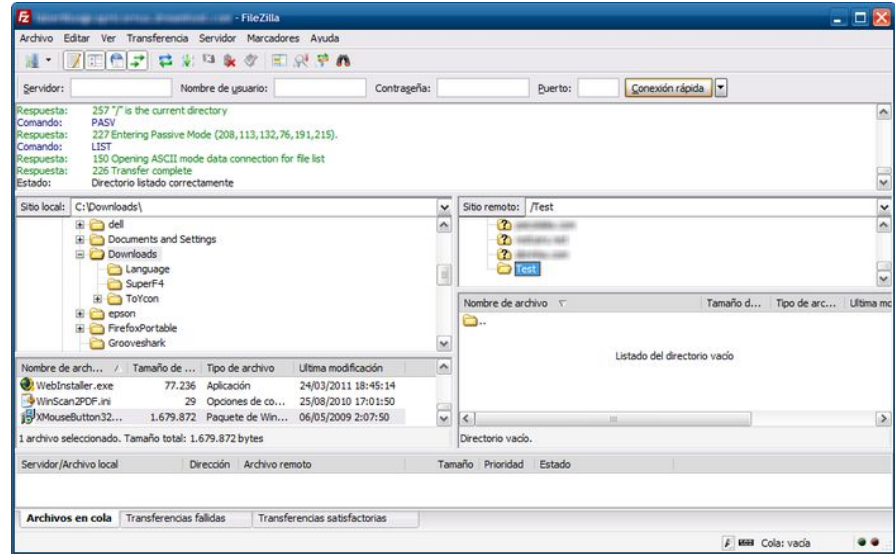 - FileZilla
Archivo Editar Ver Transferencia Servidor Marcadores Ayuda
Servidor: Nombre de usuario: Contraseña: Puerto: Conexión rápida
Respuesta: 257 "/" is the current directory
Comando: PASV
Respuesta: 227 Entering Passive Mode (208,113,132,76,191,215).
Comando: LIST
Respuesta: 150 Opening ASCII mode data connection for file list
Respuesta: 226 Transfer complete
Estado: Directorio listado correctamente
Sitio local: C:\Downloads\
dell
Documents and Settings
Downloads
Language
SuperF4
ToYcon
epson
FirefoxPortable
Grooveshark
Nombre de arch... Tamaño de ... Tipo de archivo Ultima modificación
WebInstaller.exe 77.236 Aplicación 24/03/2011 18:45:14
WinScan2PDF.ini 29 Opciones de co... 25/08/2010 17:01:50
XMouseButton32... 1.679.872 Paquete de Win... 06/05/2009 2:07:50
1 archivo seleccionado. Tamaño total: 1.679.872 bytes
Sitio remoto: /Test
Test
Nombre de archivo Tamaño d... Tipo de arc... Ultima mc
..
Listado del directorio vacío
Directorio vacío.
Servidor/Archivo local Dirección Archivo remoto Tamaño Prioridad Estado
Archivos en cola Transferencias fallidas Transferencias satisfactorias
Cola: vacía